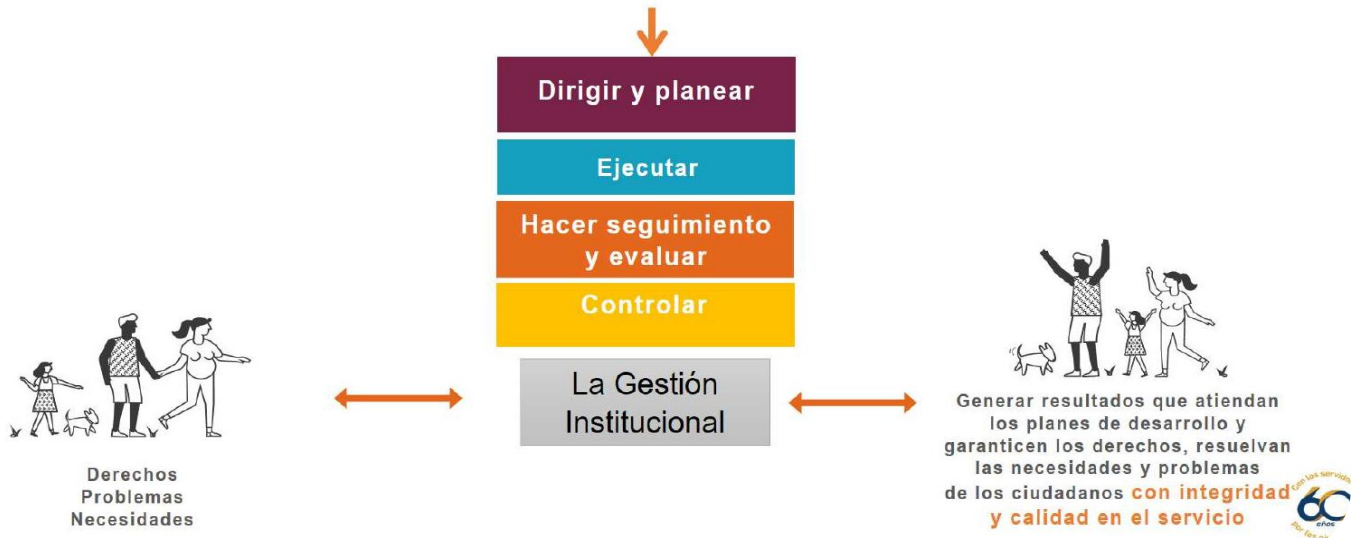 Dirigir y planear
Ejecutar
Hacer seguimiento
y evaluar
Controlar
La Gestión
Institucional
Derechos
Problemas
Necesidades
Generar resultados que atiendan
los planes de desarrollo y
garanticen los derechos, resuelvan
las necesidades y problemas
de los ciudadanos con integridad
y calidad en el servicio
60
años